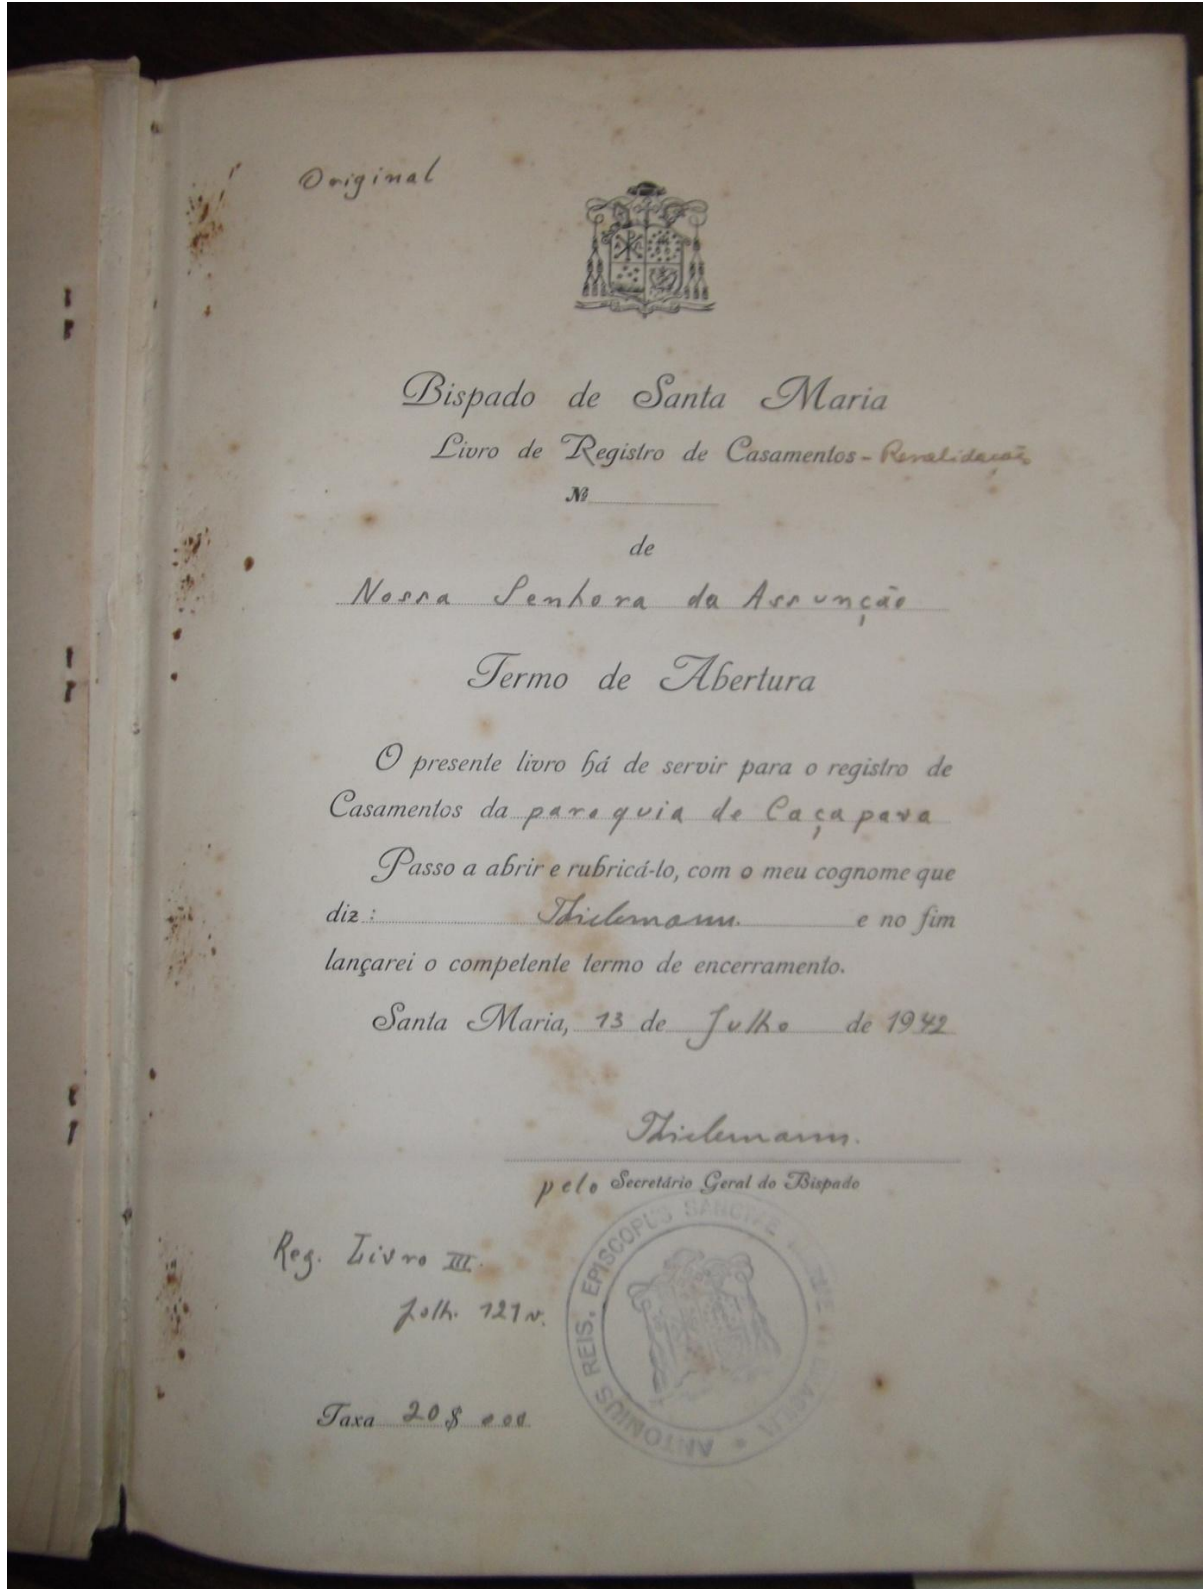 Original
Bispado de Santa Maria
Livro de Registro de Casamentos - Revalidação
Nº
de
Nossa Senhora da Assunção
Termo de Abertura
O presente livro há de servir para o registro de
Casamentos da paroquia de Caçapava
Passo a abrir e rubricá-lo, com o meu cognome que
diz: Thielemann. e no fim
lançarei o competente termo de encerramento.
Santa Maria, 13 de Julho de 1942
Thielemann.
pelo Secretário Geral do Bispado
Reg. Livro III.
folh. 121 v.
Taxa 20$000
ANTONIUS REIS. EPISCOPUS SANCTAE